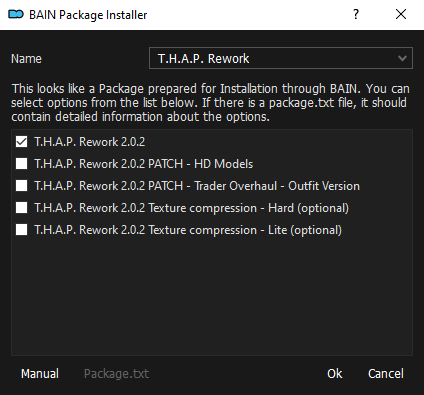 BAIN Package Installer
?
Name
T.H.A.P. Rework
This looks like a Package prepared for Installation through BAIN. You can
select options from the list below. If there is a package.txt file, it should
contain detailed information about the options.
T.H.A.P. Rework 2.0.2
T.H.A.P. Rework 2.0.2 PATCH - HD Models
T.H.A.P. Rework 2.0.2 PATCH - Trader Overhaul - Outfit Version
T.H.A.P. Rework 2.0.2 Texture compression - Hard (optional)
T.H.A.P. Rework 2.0.2 Texture compression - Lite (optional)
Manual Package.txt Ok Cancel